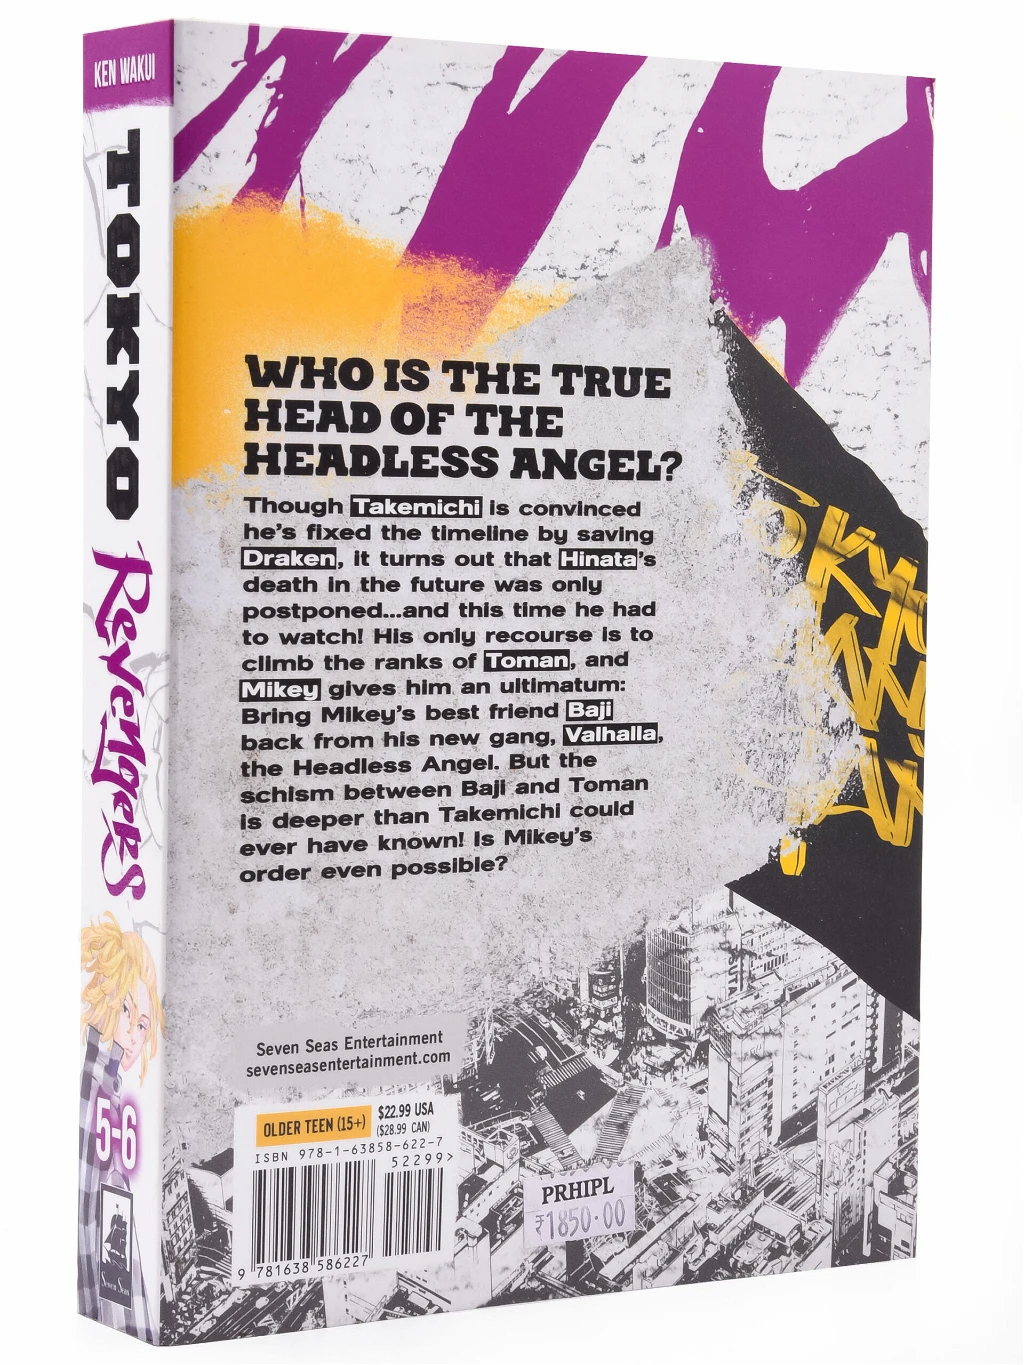 KEN WAKUI
TOKYO
Revengers
5-6
Seven Seas
WHO IS THE TRUE
HEAD OF THE
HEADLESS ANGEL?
Though Takemichi is convinced
he's fixed the timeline by saving
Draken, it turns out that Hinata's
death in the future was only
postponed...and this time he had
to watch! His only recourse is to
climb the ranks of Toman, and
Mikey gives him an ultimatum:
Bring Mikey's best friend Baji
back from his new gang, Valhalla,
the Headless Angel. But the
schism between Baji and Toman
is deeper than Takemichi could
ever have known! Is Mikey's
order even possible?
Seven Seas Entertainment
sevenseasentertainment.com
OLDER TEEN (15+) $22.99 USA
($28.99 CAN)
ISBN 978-1-63858-622-7
52299>
9 781638 586227
PRHIPL
₹1850.00